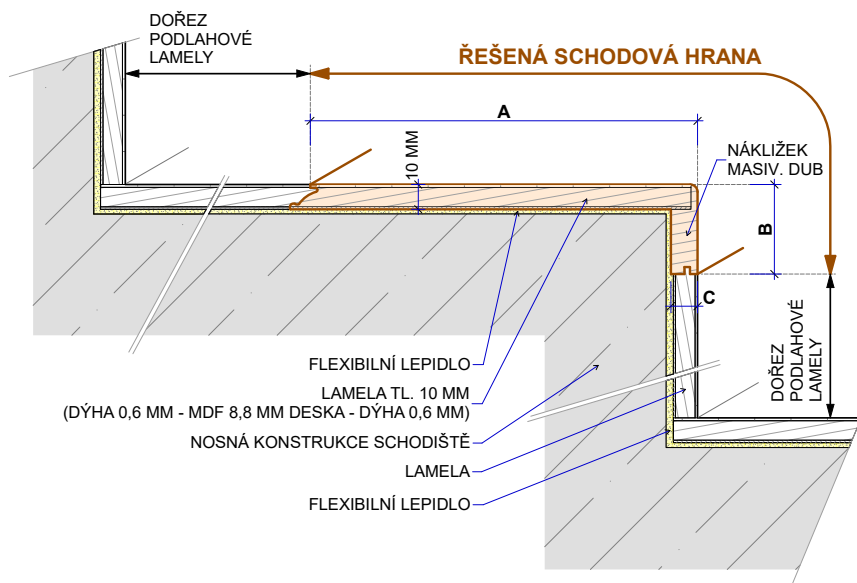 DOŘEZ
PODLAHOVÉ
LAMELY
ŘEŠENÁ SCHODOVÁ HRANA
A
10 MM
NÁKLIŽEK
MASIV. DUB
B
C
DOŘEZ
PODLAHOVÉ
LAMELY
FLEXIBILNÍ LEPIDLO
LAMELA TL. 10 MM
(DÝHA 0,6 MM - MDF 8,8 MM DESKA - DÝHA 0,6 MM)
NOSNÁ KONSTRUKCE SCHODIŠTĚ
LAMELA
FLEXIBILNÍ LEPIDLO